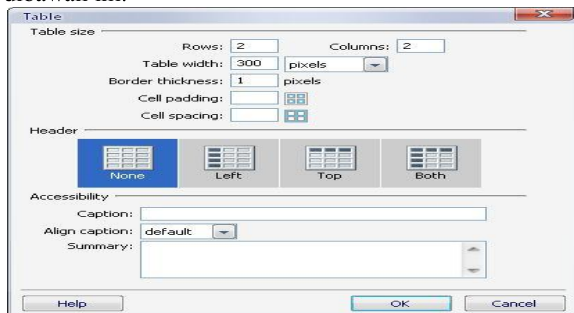 Table
Table size
Rows: 2 Columns: 2
Table width: 300 pixels
Border thickness: 1 pixels
Cell padding:
Cell spacing:
Header
None Left Top Both
Accessibility
Caption:
Align caption: default
Summary:
Help OK Cancel